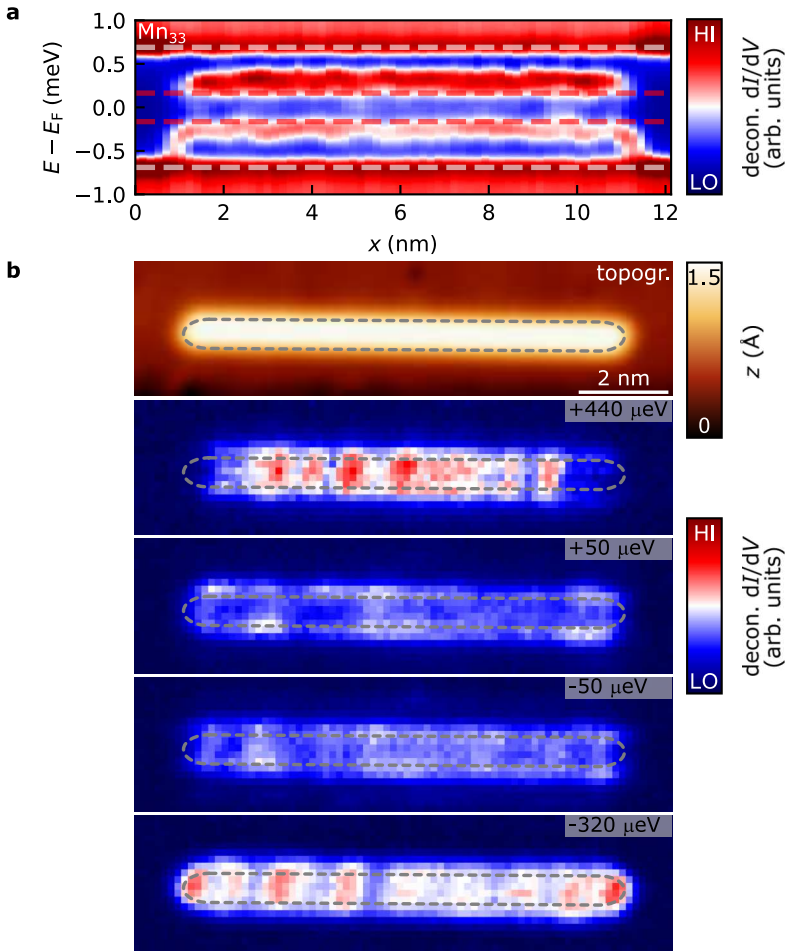 a
Mn₃₃
1.0
0.5
0.0
−0.5
−1.0
E − E_F (meV)
0
2
4
6
8
10
12
x (nm)
HI
LO
decon. dI/dV
(arb. units)
b
topogr.
2 nm
1.5
0
z (Å)
+440 µeV
+50 µeV
-50 µeV
-320 µeV
HI
LO
decon. dI/dV
(arb. units)